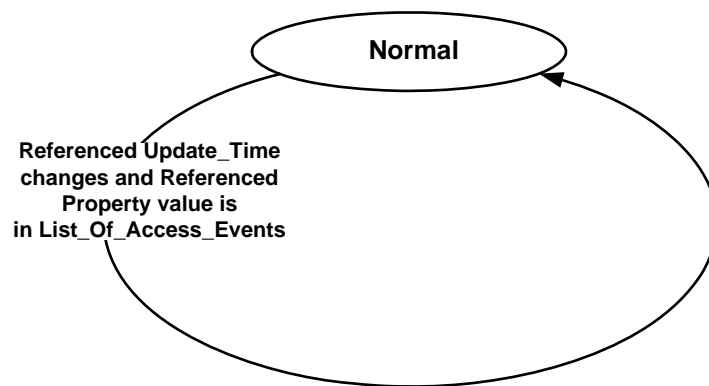 Normal
Referenced Update_Time
changes and Referenced
Property value is
in List_Of_Access_Events